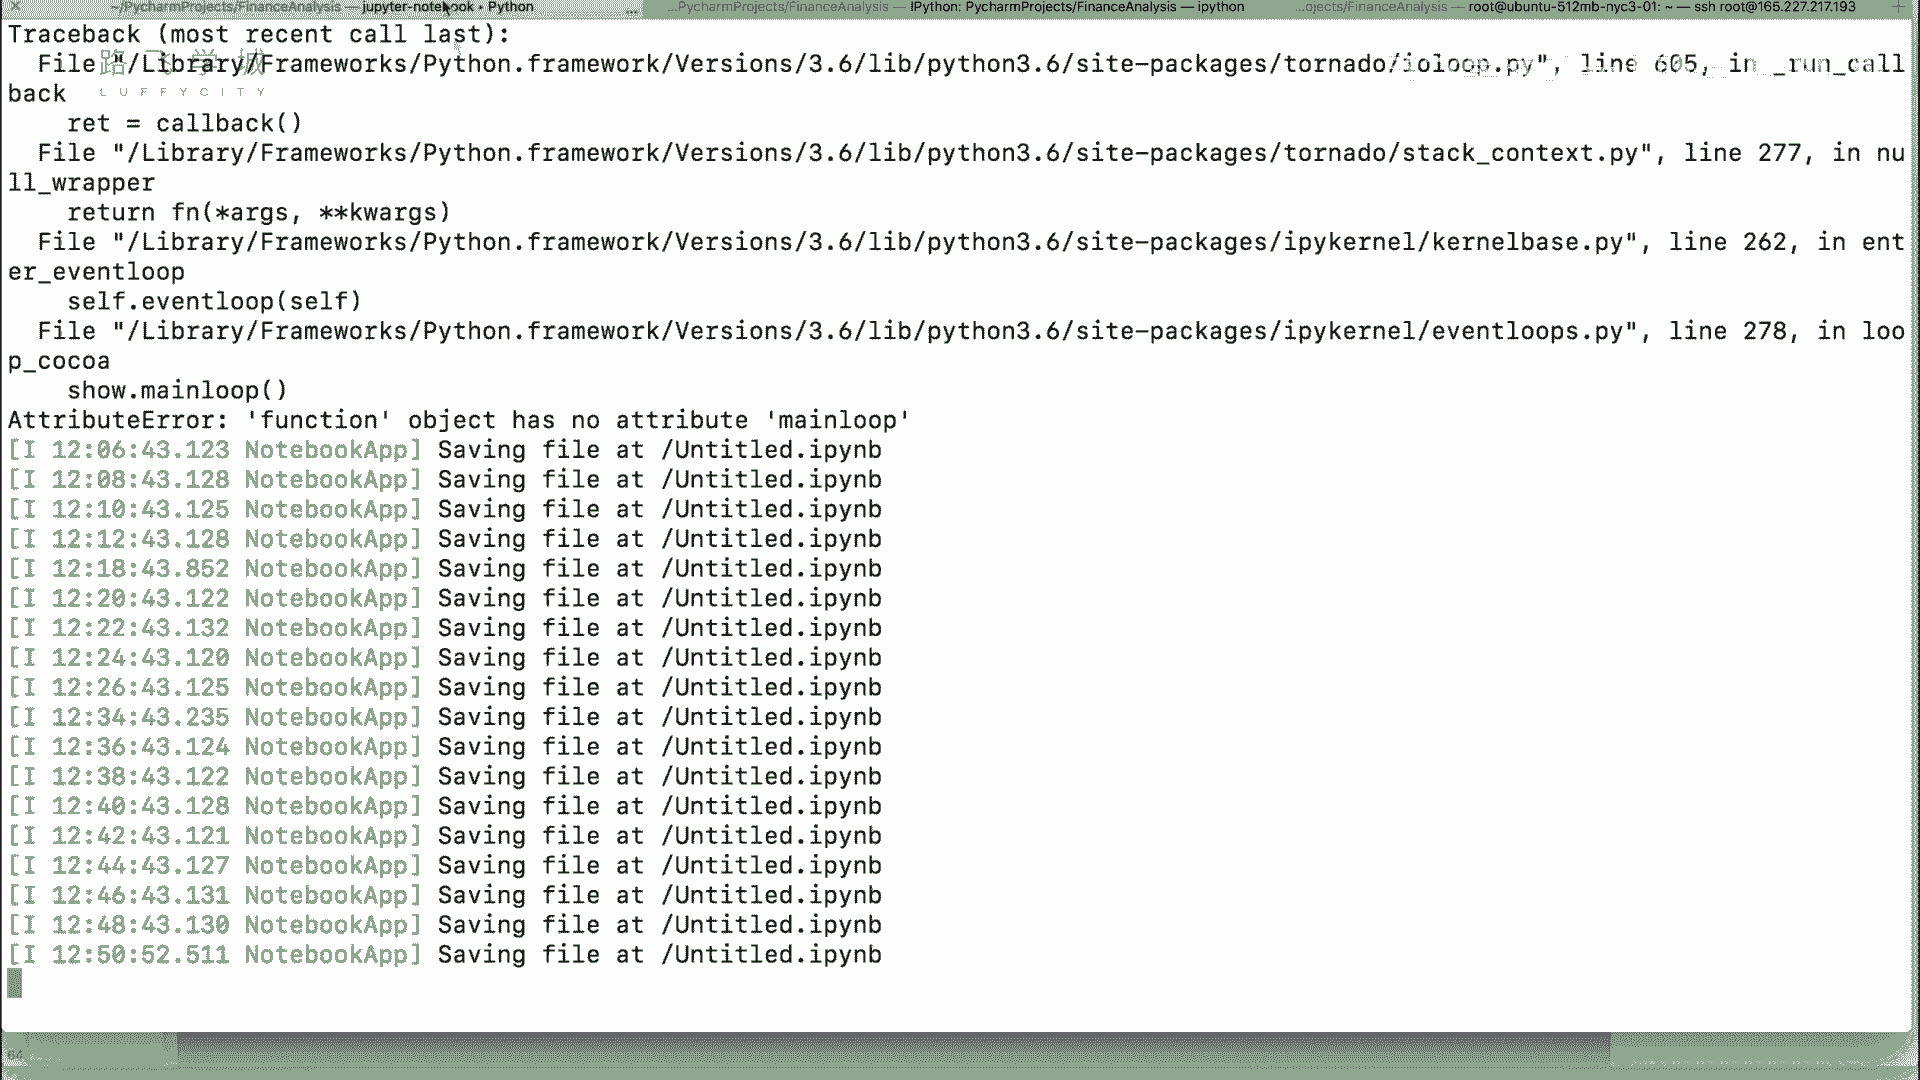 ~/PycharmProjects/FinanceAnalysis — jupyter-notebook • Python
...PycharmProjects/FinanceAnalysis — IPython: PycharmProjects/FinanceAnalysis — ipython
...ojects/FinanceAnalysis — root@ubuntu-512mb-nyc3-01: ~ — ssh root@165.227.217.193
Traceback (most recent call last):
路飞学城
LUFFYCITY
  File "/Library/Frameworks/Python.framework/Versions/3.6/lib/python3.6/site-packages/tornado/ioloop.py", line 605, in _run_call
back
    ret = callback()
  File "/Library/Frameworks/Python.framework/Versions/3.6/lib/python3.6/site-packages/tornado/stack_context.py", line 277, in nu
ll_wrapper
    return fn(*args, **kwargs)
  File "/Library/Frameworks/Python.framework/Versions/3.6/lib/python3.6/site-packages/ipykernel/kernelbase.py", line 262, in ent
er_eventloop
    self.eventloop(self)
  File "/Library/Frameworks/Python.framework/Versions/3.6/lib/python3.6/site-packages/ipykernel/eventloops.py", line 278, in loo
p_cocoa
    show.mainloop()
AttributeError: 'function' object has no attribute 'mainloop'
[I 12:06:43.123 NotebookApp] Saving file at /Untitled.ipynb
[I 12:08:43.128 NotebookApp] Saving file at /Untitled.ipynb
[I 12:10:43.125 NotebookApp] Saving file at /Untitled.ipynb
[I 12:12:43.128 NotebookApp] Saving file at /Untitled.ipynb
[I 12:18:43.852 NotebookApp] Saving file at /Untitled.ipynb
[I 12:20:43.122 NotebookApp] Saving file at /Untitled.ipynb
[I 12:22:43.132 NotebookApp] Saving file at /Untitled.ipynb
[I 12:24:43.120 NotebookApp] Saving file at /Untitled.ipynb
[I 12:26:43.125 NotebookApp] Saving file at /Untitled.ipynb
[I 12:34:43.235 NotebookApp] Saving file at /Untitled.ipynb
[I 12:36:43.124 NotebookApp] Saving file at /Untitled.ipynb
[I 12:38:43.122 NotebookApp] Saving file at /Untitled.ipynb
[I 12:40:43.128 NotebookApp] Saving file at /Untitled.ipynb
[I 12:42:43.121 NotebookApp] Saving file at /Untitled.ipynb
[I 12:44:43.127 NotebookApp] Saving file at /Untitled.ipynb
[I 12:46:43.131 NotebookApp] Saving file at /Untitled.ipynb
[I 12:48:43.130 NotebookApp] Saving file at /Untitled.ipynb
[I 12:50:52.511 NotebookApp] Saving file at /Untitled.ipynb